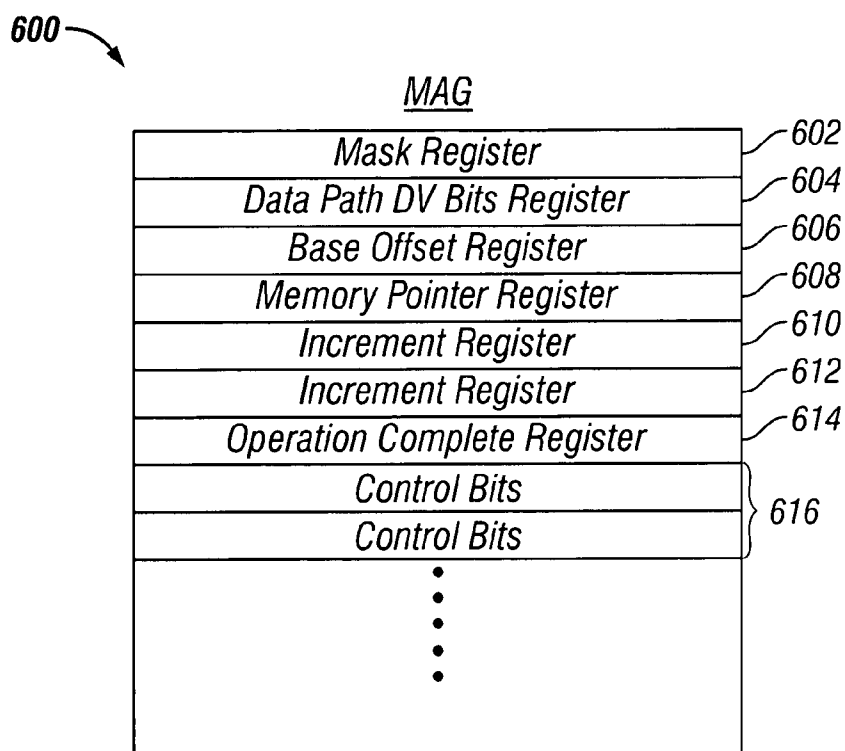 600
MAG
Mask Register 602
Data Path DV Bits Register 604
Base Offset Register 606
Memory Pointer Register 608
Increment Register 610
Increment Register 612
Operation Complete Register 614
Control Bits 616
Control Bits